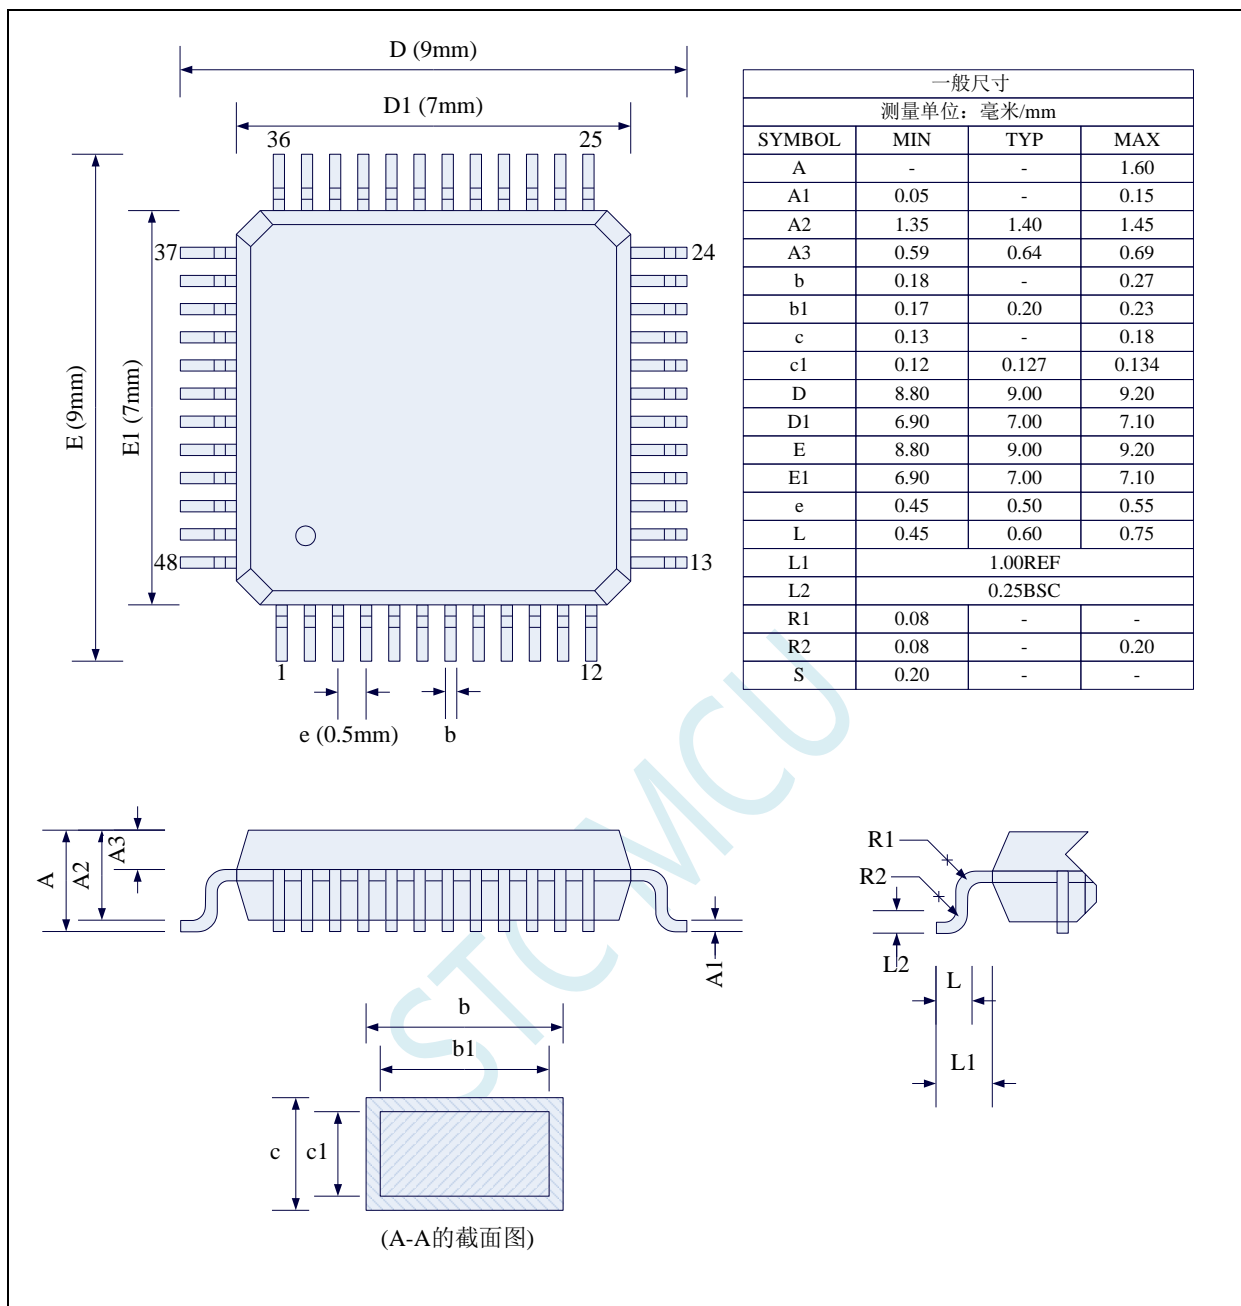 D (9mm)
D1 (7mm)
36 25
37 24
E (9mm)
E1 (7mm)
48 13
1 12
e (0.5mm) b
一般尺寸
测量单位：毫米/mm
SYMBOL MIN TYP MAX
A - - 1.60
A1 0.05 - 0.15
A2 1.35 1.40 1.45
A3 0.59 0.64 0.69
b 0.18 - 0.27
b1 0.17 0.20 0.23
c 0.13 - 0.18
c1 0.12 0.127 0.134
D 8.80 9.00 9.20
D1 6.90 7.00 7.10
E 8.80 9.00 9.20
E1 6.90 7.00 7.10
e 0.45 0.50 0.55
L 0.45 0.60 0.75
L1 1.00REF
L2 0.25BSC
R1 0.08 - -
R2 0.08 - 0.20
S 0.20 - -
STC MCU
A
A2
A3
A1
R1
R2
L2
L
L1
b
b1
c
c1
(A-A的截面图)